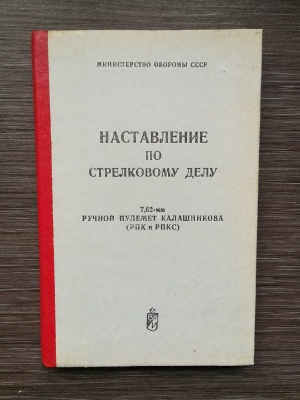 МИНИСТЕРСТВО ОБОРОНЫ СССР
НАСТАВЛЕНИЕ
ПО
СТРЕЛКОВОМУ ДЕЛУ
7,62-мм
РУЧНОЙ ПУЛЕМЕТ КАЛАШНИКОВА
(РПК и РПКС)